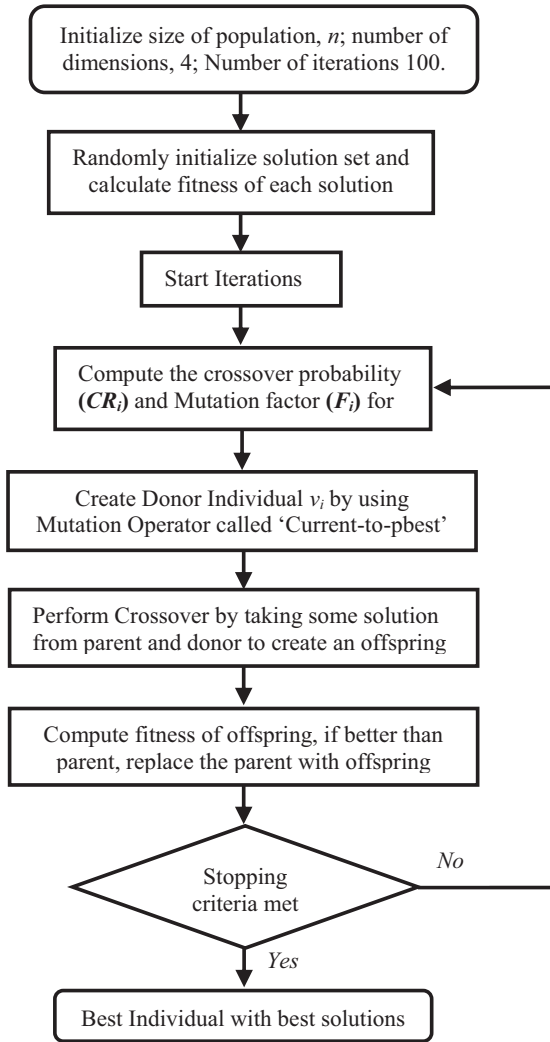 Initialize size of population, n; number of
dimensions, 4; Number of iterations 100.
Randomly initialize solution set and
calculate fitness of each solution
Start Iterations
Compute the crossover probability
(CRi) and Mutation factor (Fi) for
Create Donor Individual vi by using
Mutation Operator called ‘Current-to-pbest’
Perform Crossover by taking some solution
from parent and donor to create an offspring
Compute fitness of offspring, if better than
parent, replace the parent with offspring
No
Stopping
criteria met
Yes
Best Individual with best solutions